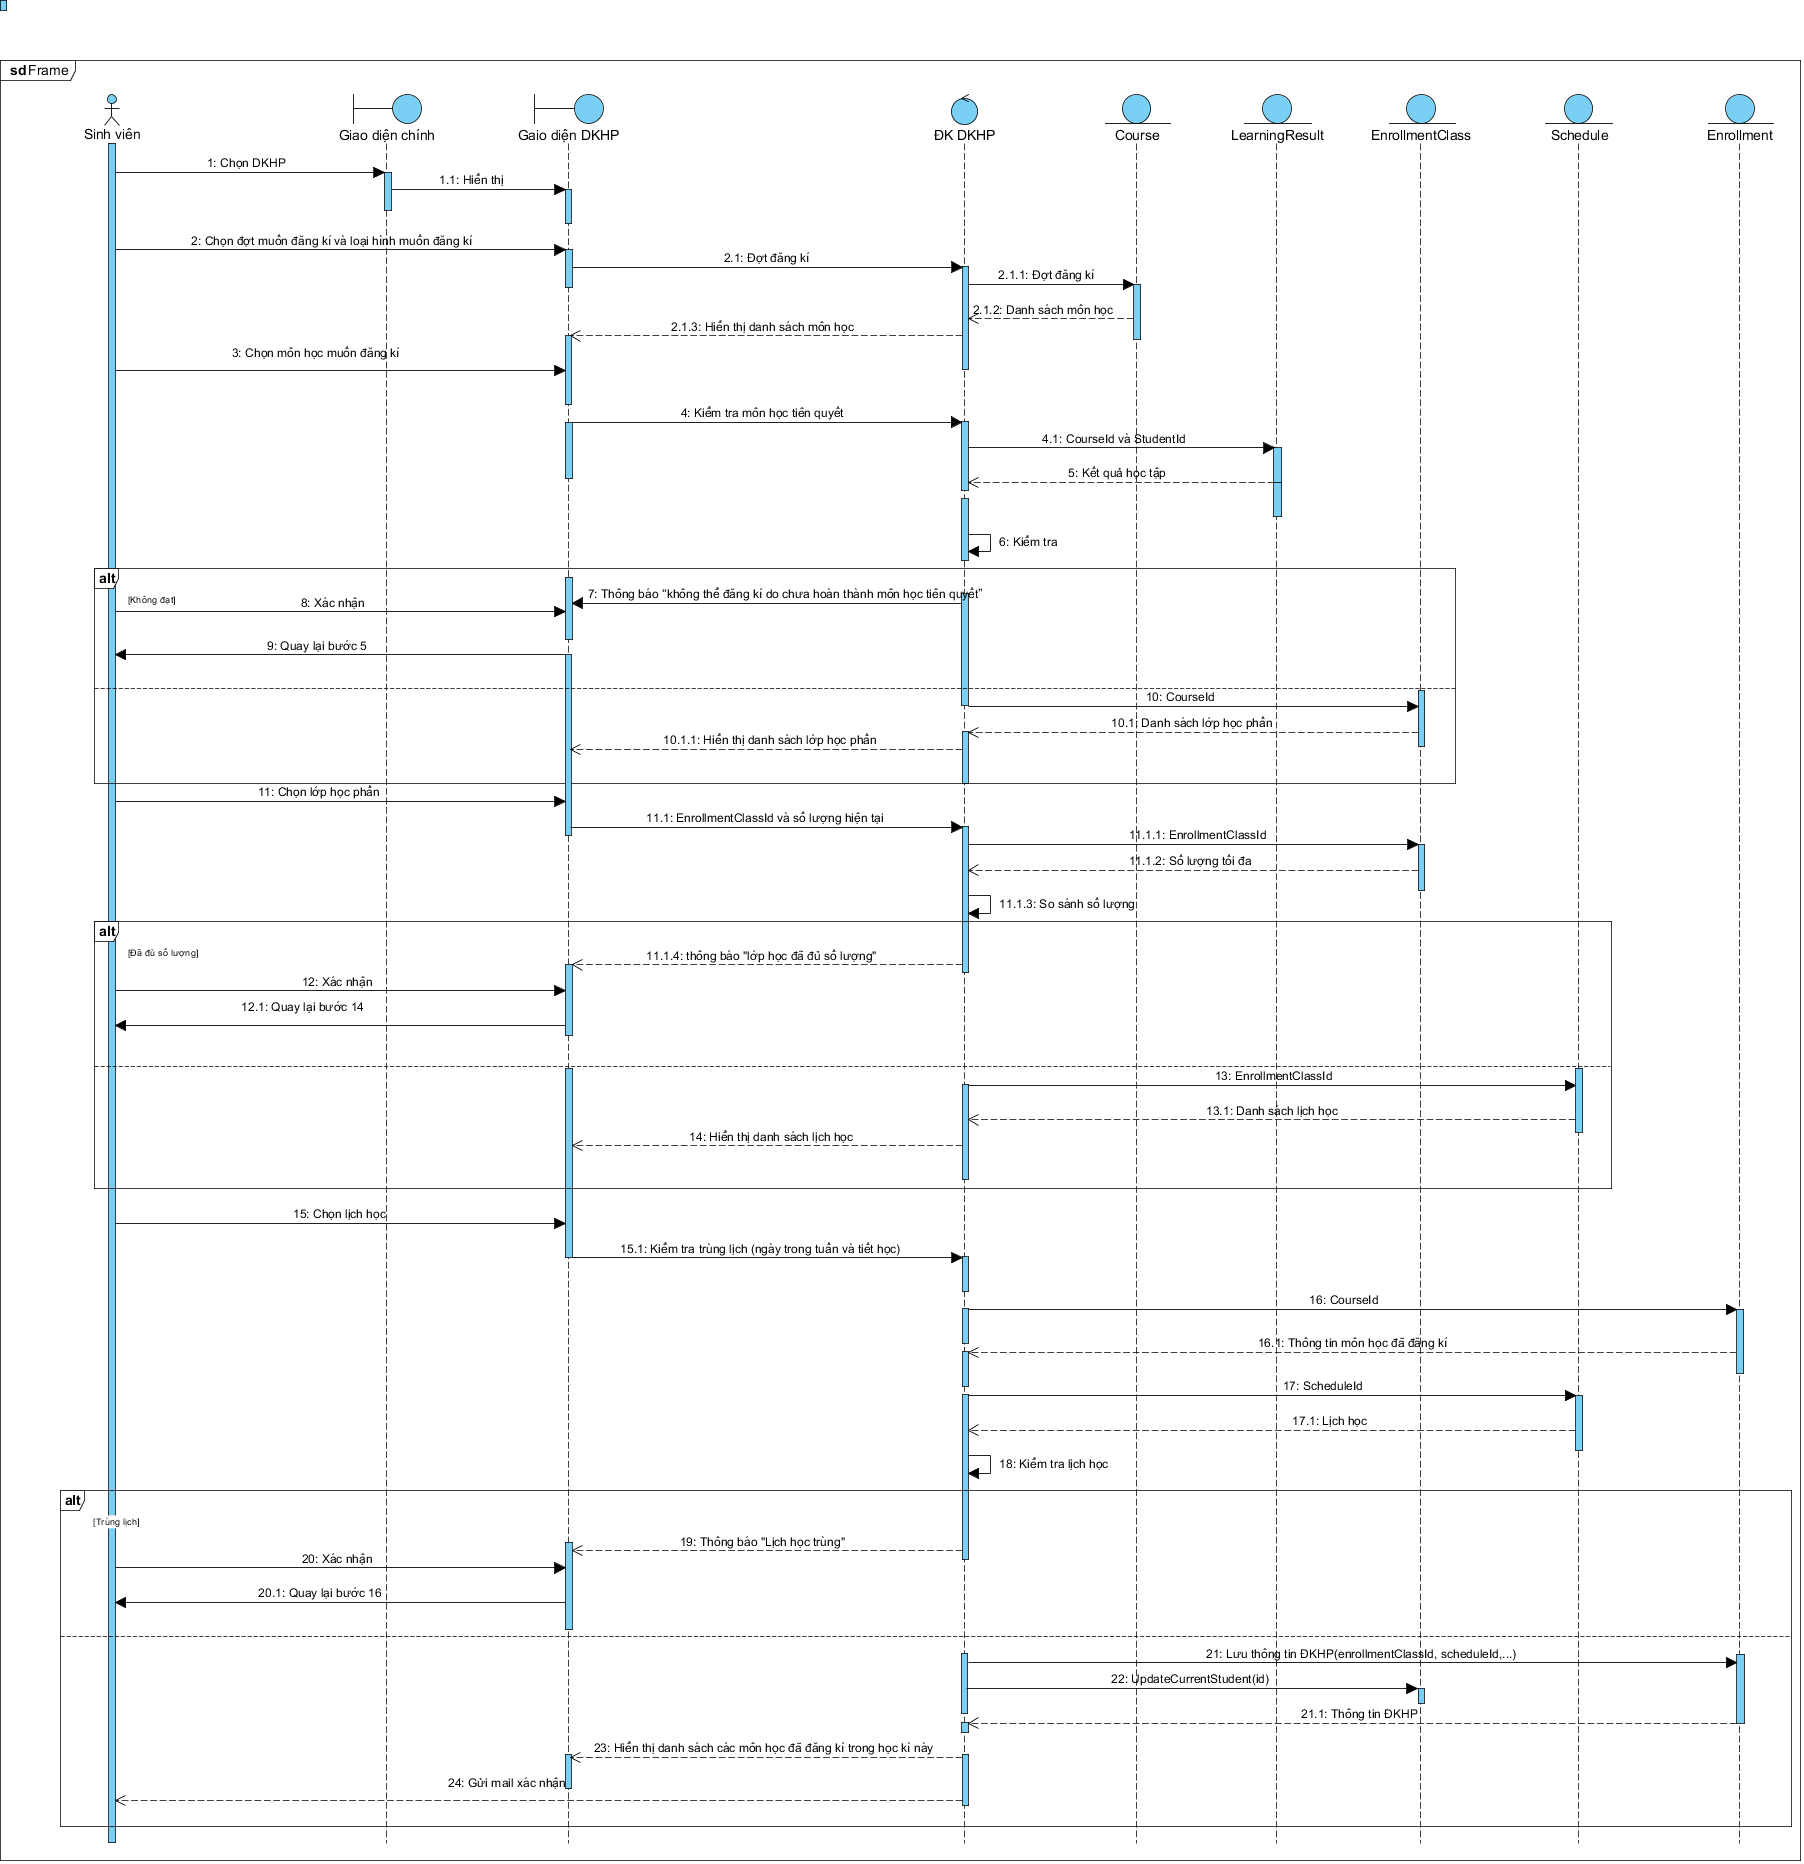 sd Frame
Sinh viên
Giao diện chính
Gaio diện DKHP
ĐK DKHP
Course
LearningResult
EnrollmentClass
Schedule
Enrollment
1: Chọn DKHP
1.1: Hiển thị
2: Chọn đợt muốn đăng kí và loại hình muốn đăng kí
2.1: Đợt đăng kí
2.1.1: Đợt đăng kí
2.1.2: Danh sách môn học
2.1.3: Hiển thị danh sách môn học
3: Chọn môn học muốn đăng kí
4: Kiểm tra môn học tiên quyết
4.1: CourseId và StudentId
5: Kết quả học tập
6: Kiểm tra
alt
[Không đạt]
7: Thông báo “không thể đăng kí do chưa hoàn thành môn học tiên quyết”
8: Xác nhận
9: Quay lại bước 5
10: CourseId
10.1: Danh sách lớp học phần
10.1.1: Hiển thị danh sách lớp học phần
11: Chọn lớp học phần
11.1: EnrollmentClassId và số lượng hiện tại
11.1.1: EnrollmentClassId
11.1.2: Số lượng tối đa
11.1.3: So sánh số lượng
alt
[Đã đủ số lượng]
11.1.4: thông báo "lớp học đã đủ số lượng"
12: Xác nhận
12.1: Quay lại bước 14
13: EnrollmentClassId
13.1: Danh sách lịch học
14: Hiển thị danh sách lịch học
15: Chọn lịch học
15.1: Kiểm tra trùng lịch (ngày trong tuần và tiết học)
16: CourseId
16.1: Thông tin môn học đã đăng kí
17: ScheduleId
17.1: Lịch học
18: Kiểm tra lịch học
alt
[Trùng lịch]
19: Thông báo "Lịch học trùng"
20: Xác nhận
20.1: Quay lại bước 16
21: Lưu thông tin ĐKHP(enrollmentClassId, scheduleId,...)
22: UpdateCurrentStudent(id)
21.1: Thông tin ĐKHP
23: Hiển thị danh sách các môn học đã đăng kí trong học kì này
24: Gửi mail xác nhận